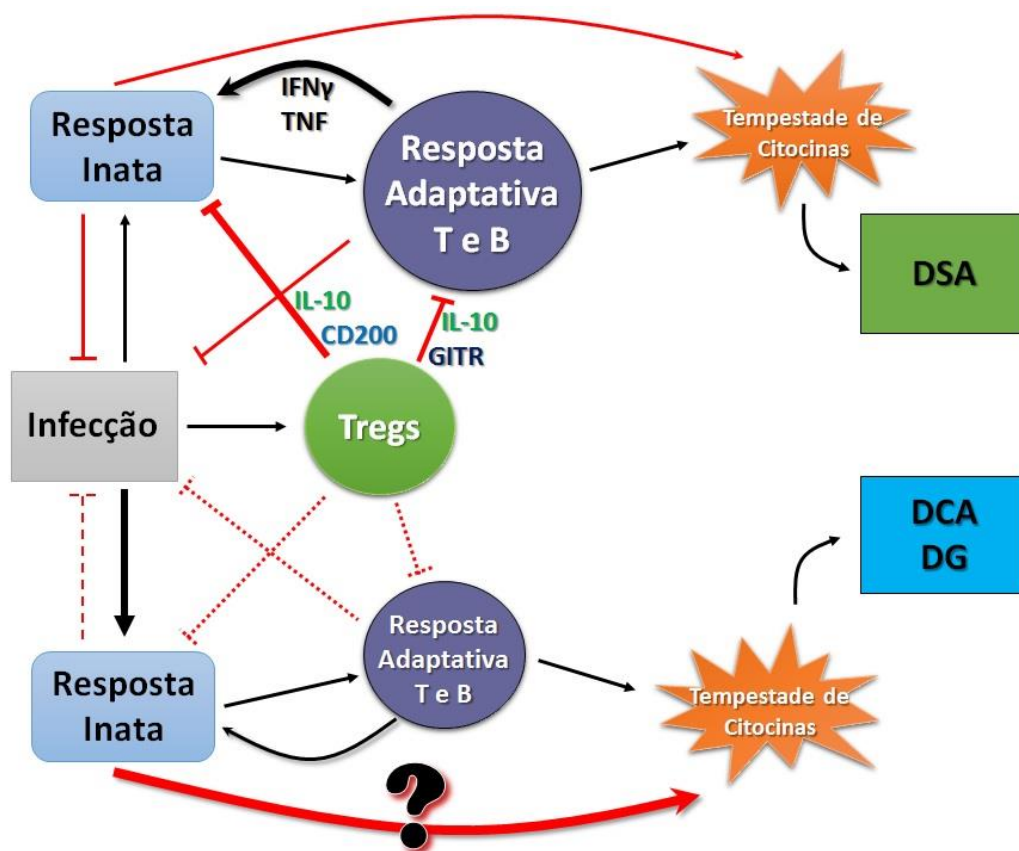 IFNγ
TNF
Resposta
Inata
Resposta
Adaptativa
T e B
Tempestade de
Citocinas
DSA
IL-10
CD200
IL-10
GITR
Infecção
Tregs
DCA
DG
Resposta
Adaptativa
T e B
Resposta
Inata
Tempestade de
Citocinas
?